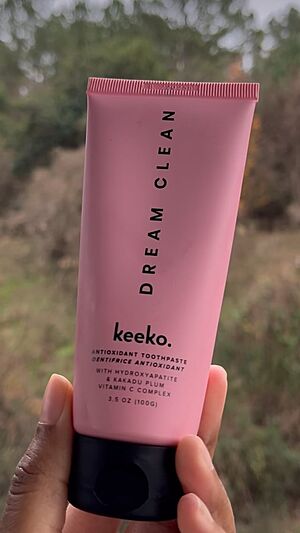 DREAM CLEAN
keeko.
ANTIOXIDANT TOOTHPASTE
DENTIFRICE ANTIOXIDANT
WITH HYDROXYAPATITE
& KAKADU PLUM
VITAMIN C COMPLEX
3.5 OZ (100G)